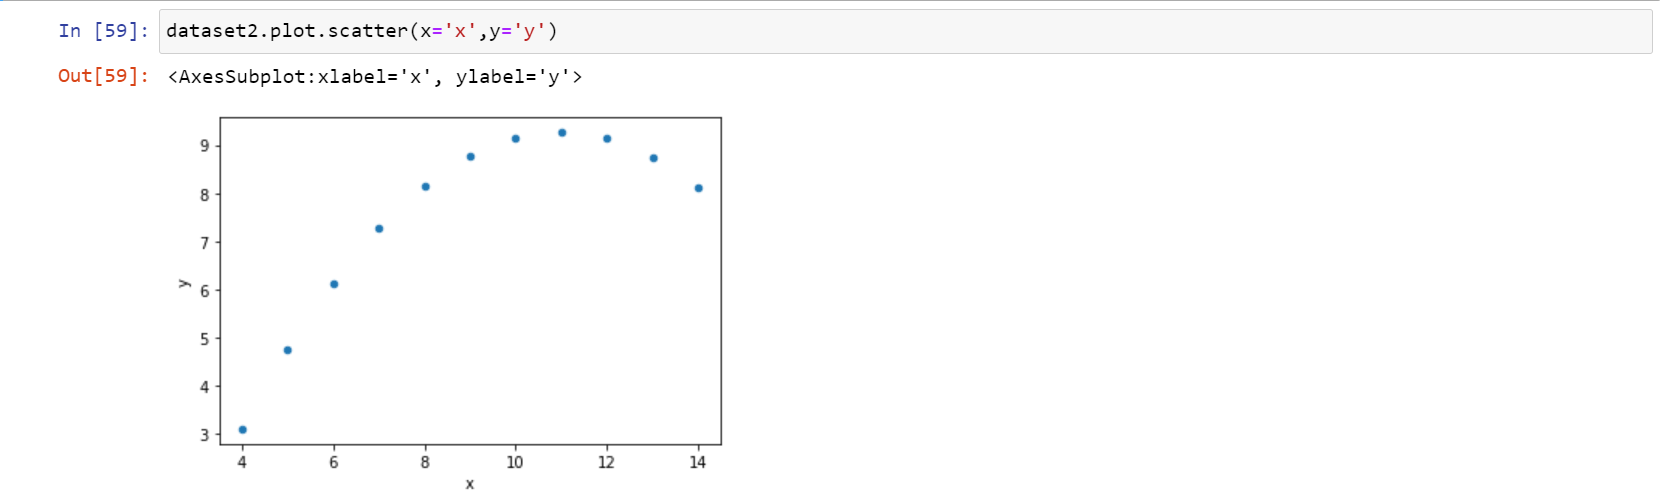 In [59]: dataset2.plot.scatter(x='x',y='y')
Out[59]: <AxesSubplot:xlabel='x', ylabel='y'>
9
8
7
6
5
4
3
y
4 6 8 10 12 14
x